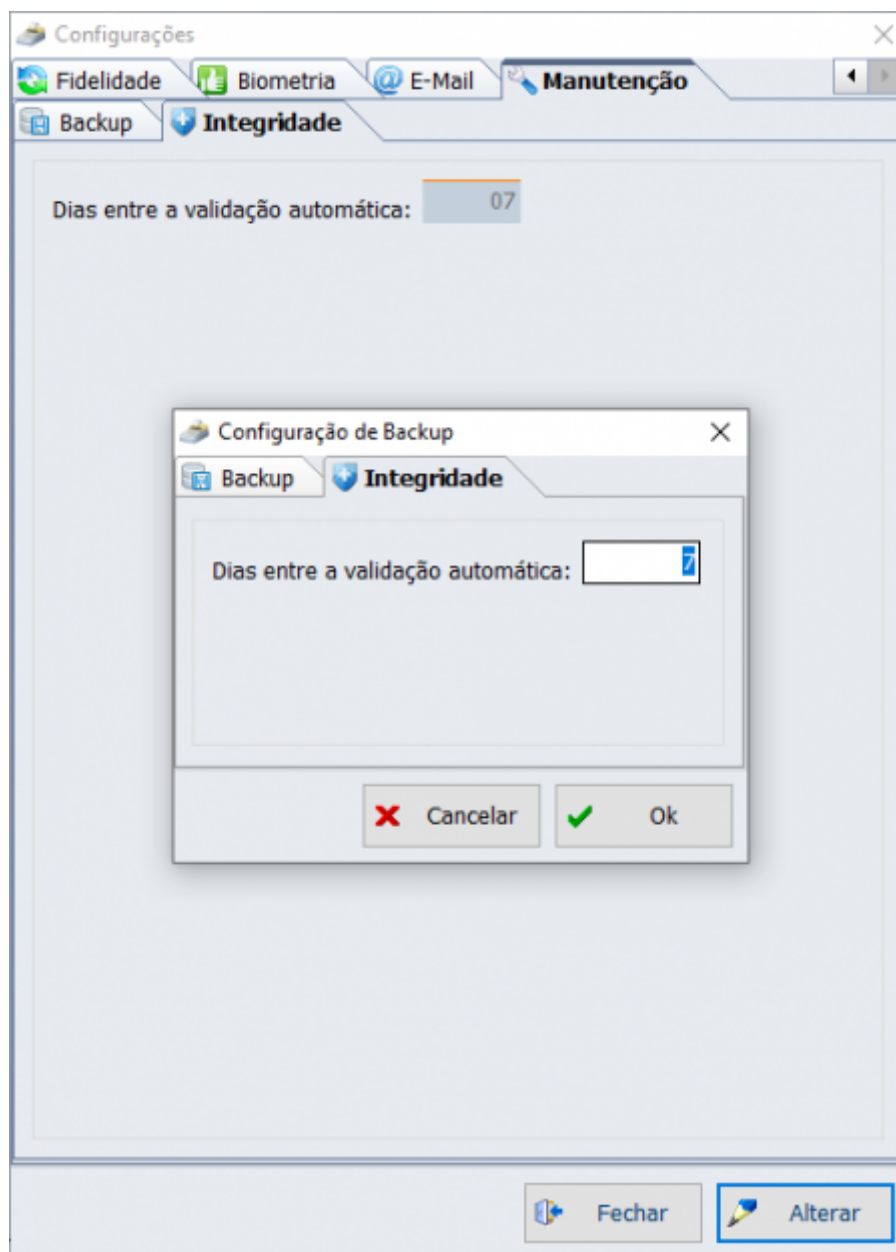 Configurações
Fidelidade Biometria E-Mail Manutenção
Backup Integridade
Dias entre a validação automática: 07
Configuração de Backup
Backup Integridade
Dias entre a validação automática: 7
Cancelar Ok
Fechar Alterar